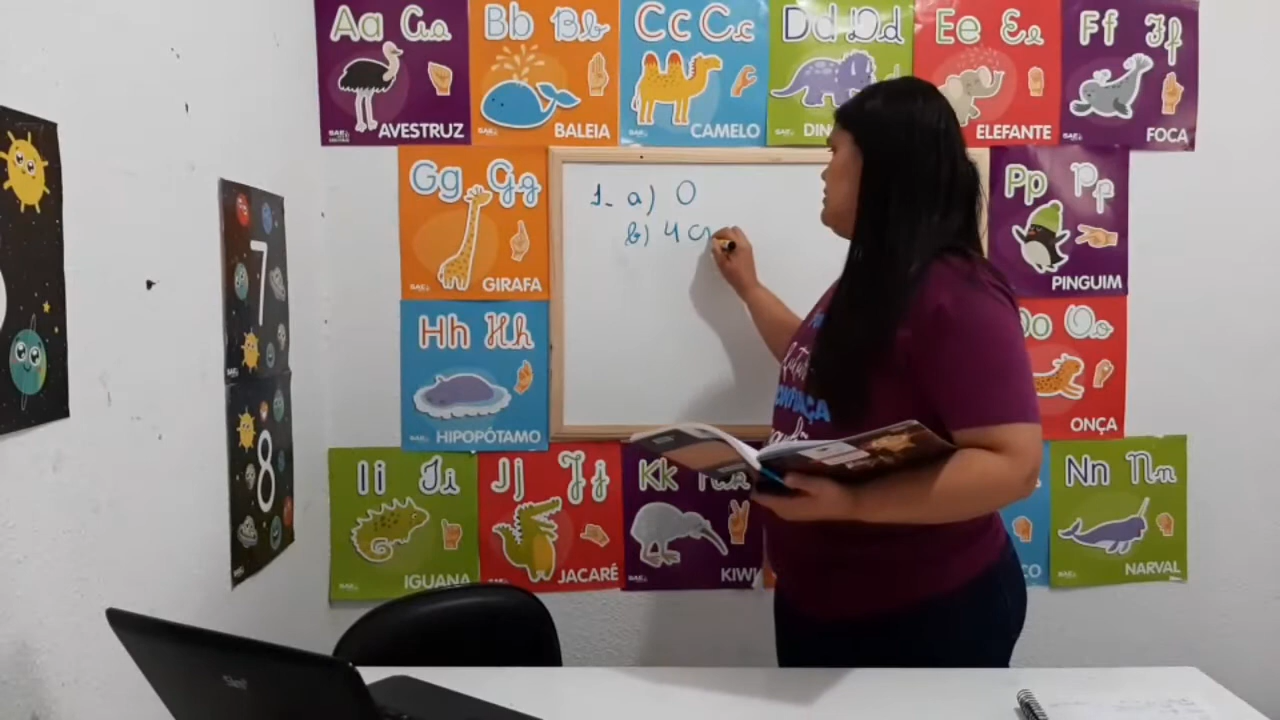 Aa Aa
AVESTRUZ
Bb Bb
BALEIA
Cc Cc
CAMELO
Dd Dd
Ee Ee
ELEFANTE
Ff Ff
FOCA
Gg Gg
GIRAFA
1- a) 0
b) 4 c
Pp Pp
PINGUIM
7
Hh Hh
HIPOPÓTAMO
Oo
ONÇA
8
Ii Ii
IGUANA
Jj Jj
JACARÉ
Kk
KIWI
Nn Nn
NARVAL